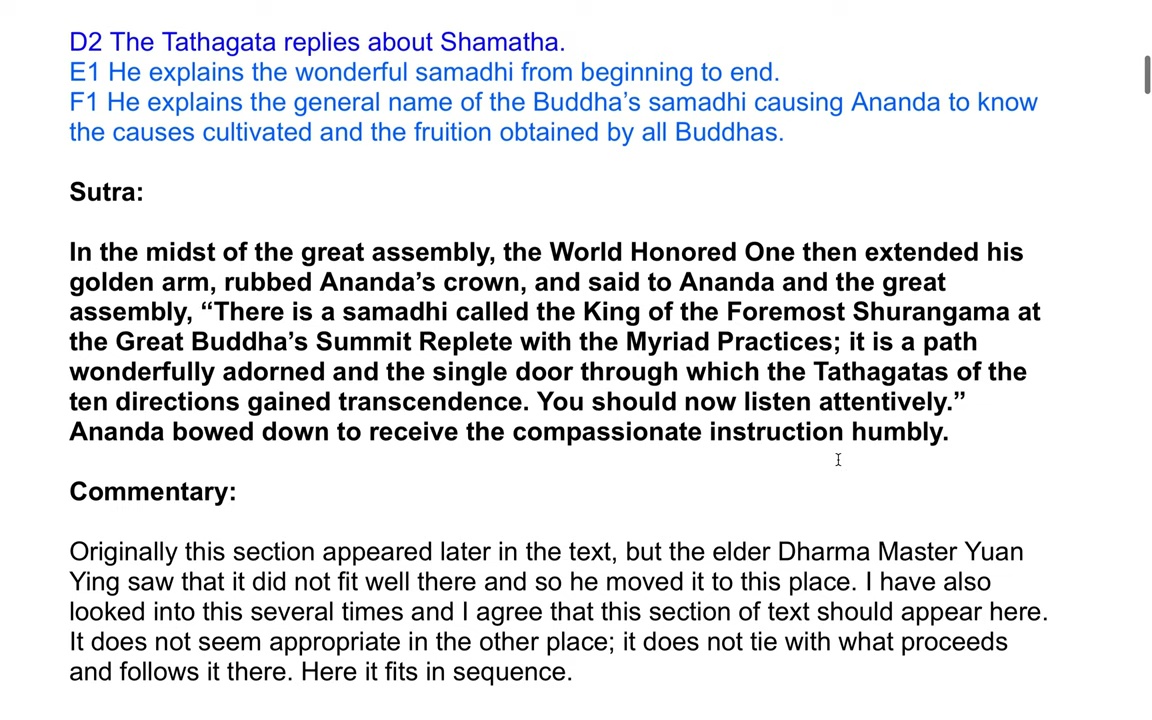 D2 The Tathagata replies about Shamatha.
E1 He explains the wonderful samadhi from beginning to end.
F1 He explains the general name of the Buddha’s samadhi causing Ananda to know
the causes cultivated and the fruition obtained by all Buddhas.
Sutra:
In the midst of the great assembly, the World Honored One then extended his
golden arm, rubbed Ananda’s crown, and said to Ananda and the great
assembly, “There is a samadhi called the King of the Foremost Shurangama at
the Great Buddha’s Summit Replete with the Myriad Practices; it is a path
wonderfully adorned and the single door through which the Tathagatas of the
ten directions gained transcendence. You should now listen attentively.”
Ananda bowed down to receive the compassionate instruction humbly.
Commentary:
Originally this section appeared later in the text, but the elder Dharma Master Yuan
Ying saw that it did not fit well there and so he moved it to this place. I have also
looked into this several times and I agree that this section of text should appear here.
It does not seem appropriate in the other place; it does not tie with what proceeds
and follows it there. Here it fits in sequence.